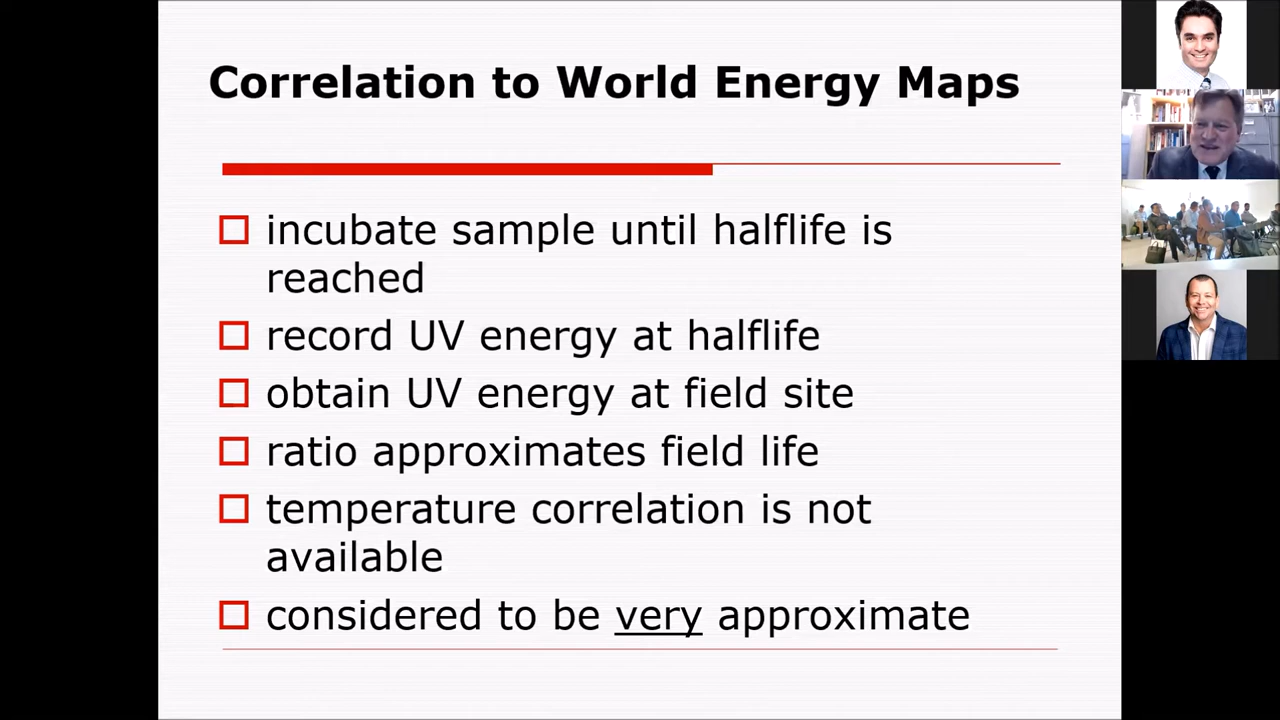 Correlation to World Energy Maps
incubate sample until halflife is
reached
record UV energy at halflife
obtain UV energy at field site
ratio approximates field life
temperature correlation is not
available
considered to be very approximate